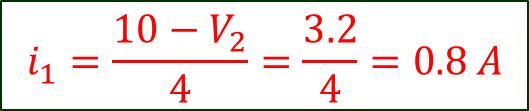 i₁ = (10 − V₂)/4 = 3.2/4 = 0.8 A